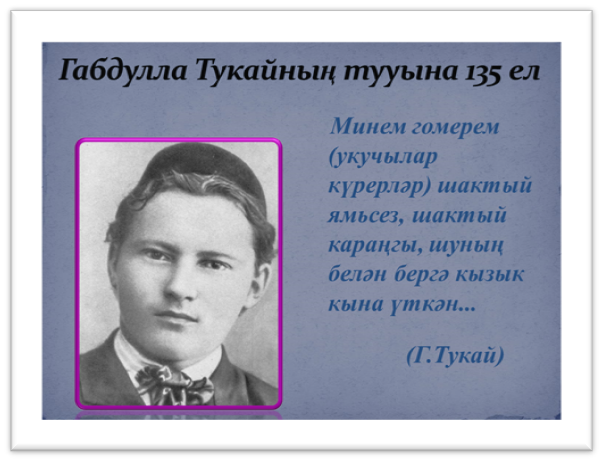 Габдулла Тукайның тууына 135 ел
Минем гомерем
(укучылар
күрерләр) шактый
ямьсез, шактый
караңгы, шуның
белән бергә кызык
кына үткән...
(Г.Тукай)